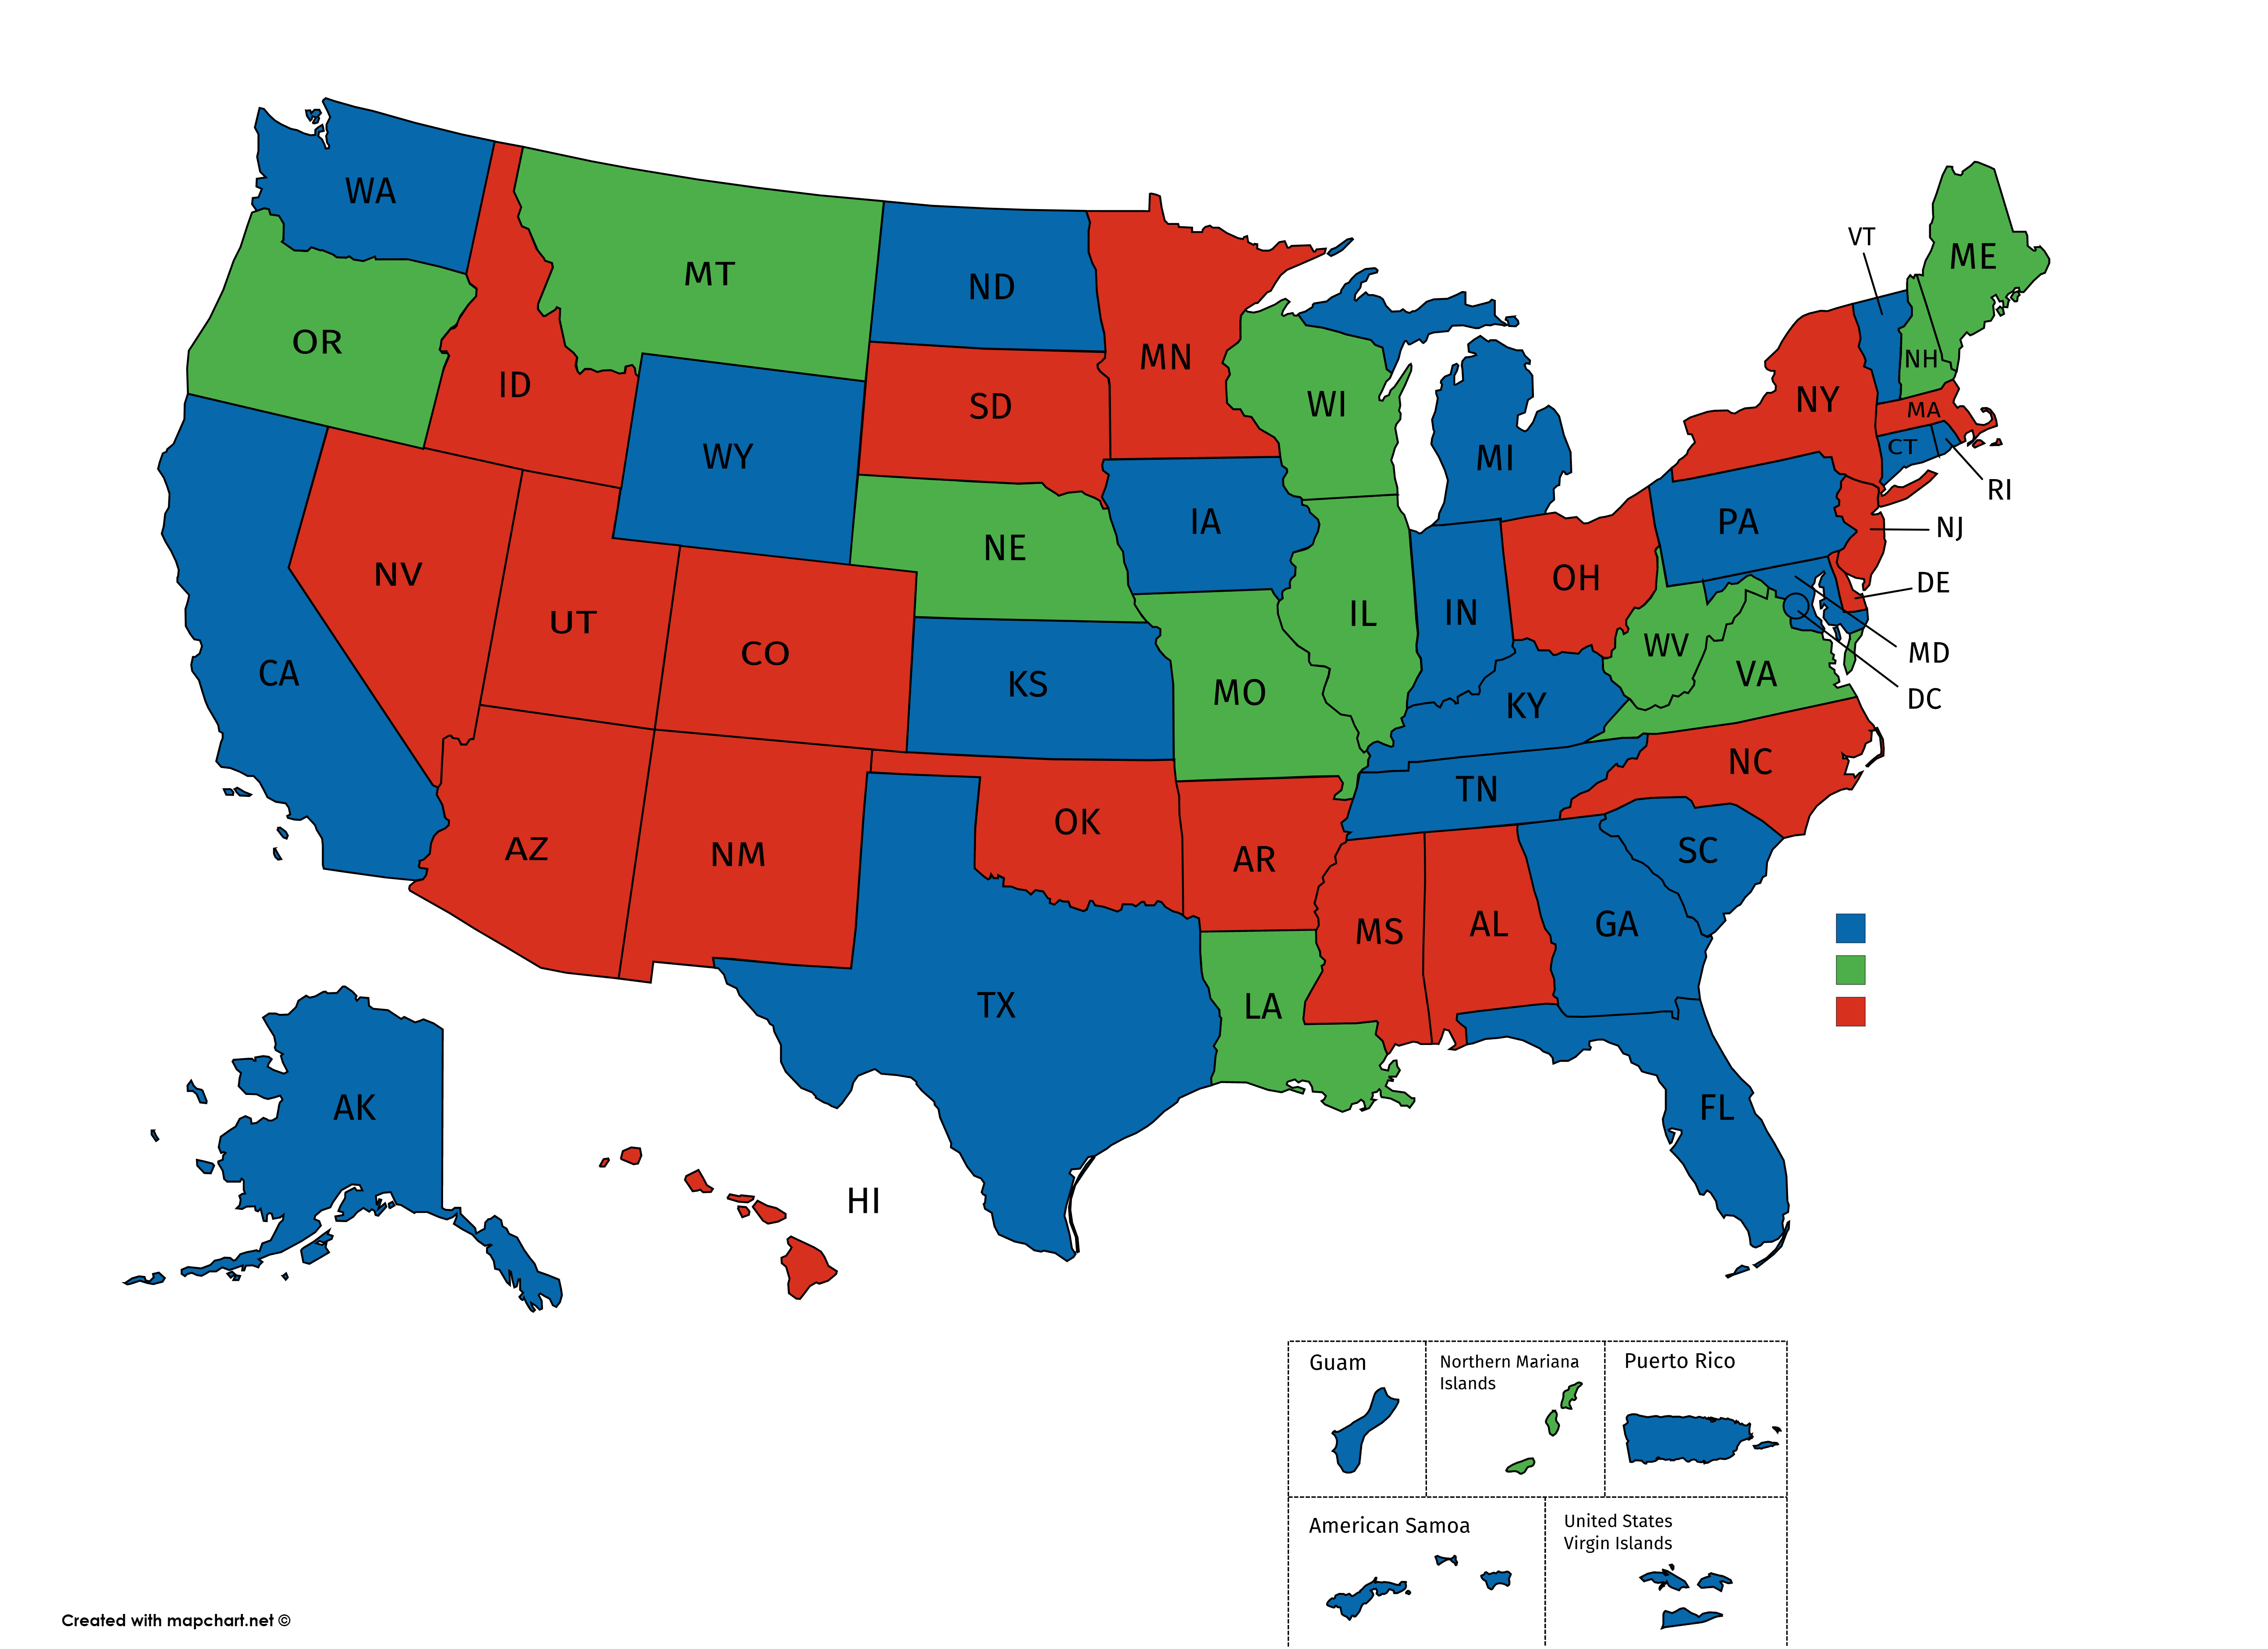 WA
MT
ND
MN
VT
ME
OR
ID
SD
WI
NH
NY
MA
WY
MI
CT
RI
IA
PA
NJ
NE
NV
UT
OH
DE
CO
IL
IN
WV
MD
CA
KS
MO
KY
VA
DC
NC
TN
OK
AZ
NM
AR
SC
MS
AL
GA
TX
LA
AK
FL
HI
Guam
Northern Mariana
Islands
Puerto Rico
American Samoa
United States
Virgin Islands
Created with mapchart.net ©